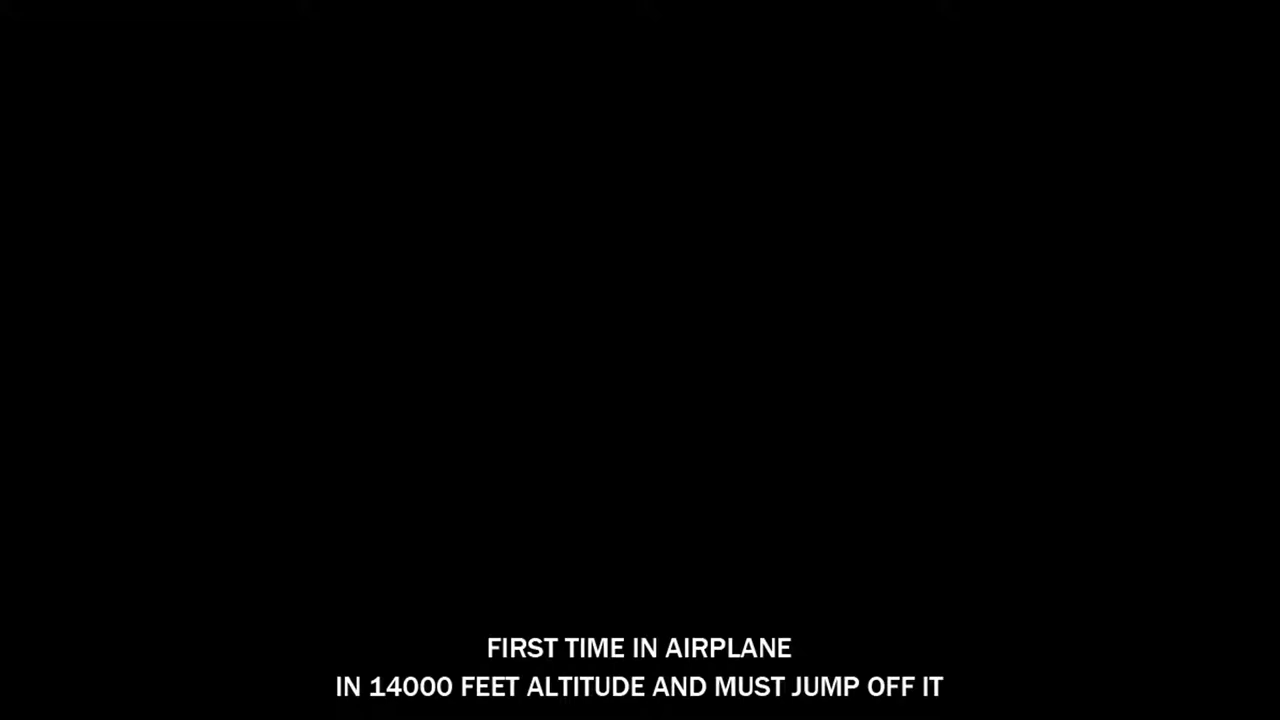 FIRST TIME IN AIRPLANE
IN 14000 FEET ALTITUDE AND MUST JUMP OFF IT